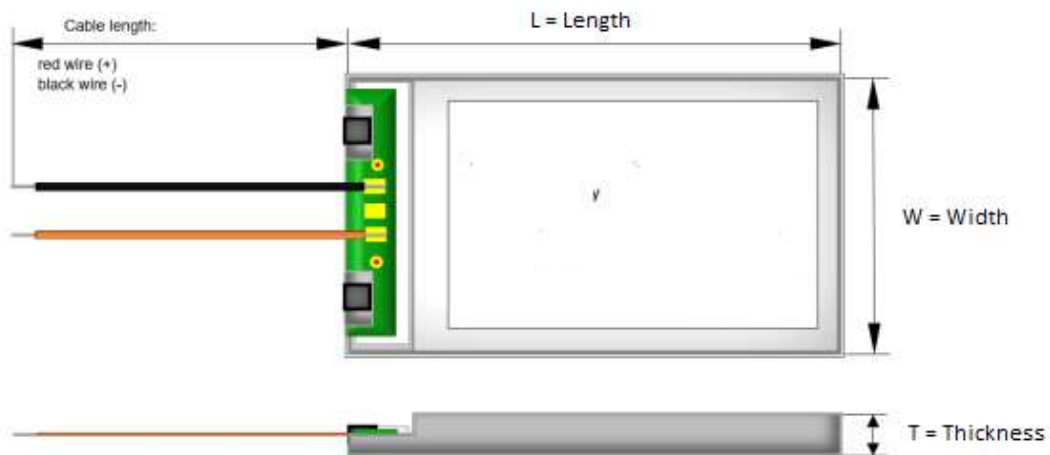 Cable length:
L = Length
red wire (+)
black wire (-)
y
W = Width
T = Thickness